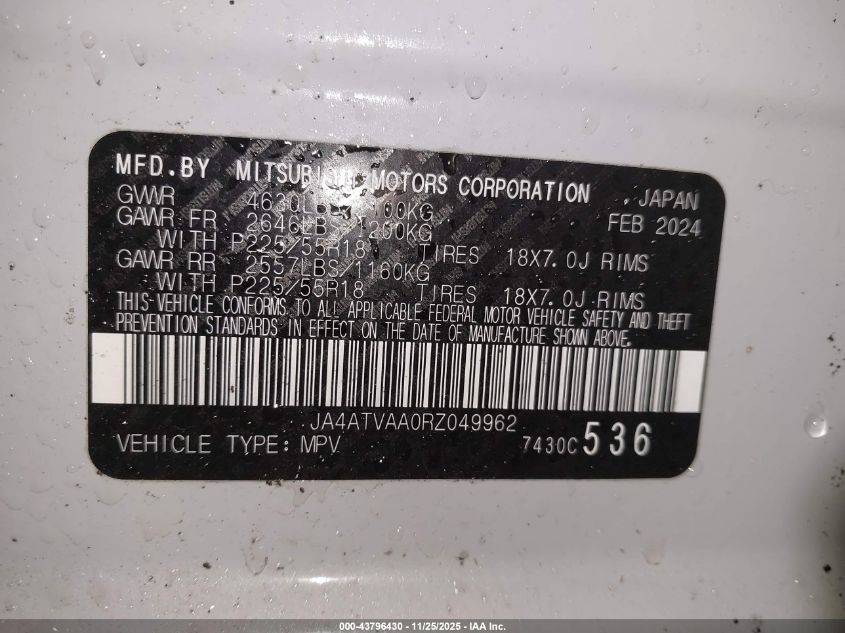 MFD.BY MITSUBISHI MOTORS CORPORATION , JAPAN
GVWR 4630LBS 2100KG FEB 2024
GAWR FR 2646LBS 1200KG
WITH P225/55R18 TIRES 18X7.0J RIMS
GAWR RR 2557LBS/1160KG
WITH P225/55R18 TIRES 18X7.0J RIMS
THIS VEHICLE CONFORMS TO ALL APPLICABLE FEDERAL MOTOR VEHICLE SAFETY AND THEFT
PREVENTION STANDARDS IN EFFECT ON THE DATE OF MANUFACTURE SHOWN ABOVE.
JA4ATVAA0RZ049962
VEHICLE TYPE: MPV 7430C 536
000-43796430 - 11/25/2025 - IAA Inc.